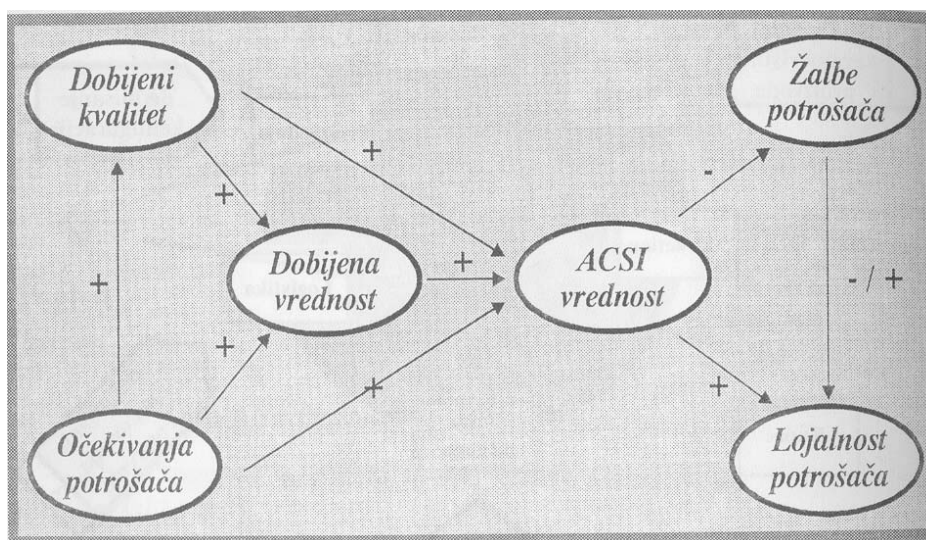 Dobijeni
kvalitet
Žalbe
potrošača
+
+
-
Dobijena
vrednost
+
ACSI
vrednost
+
- / +
+
+
+
Očekivanja
potrošača
Lojalnost
potrošača